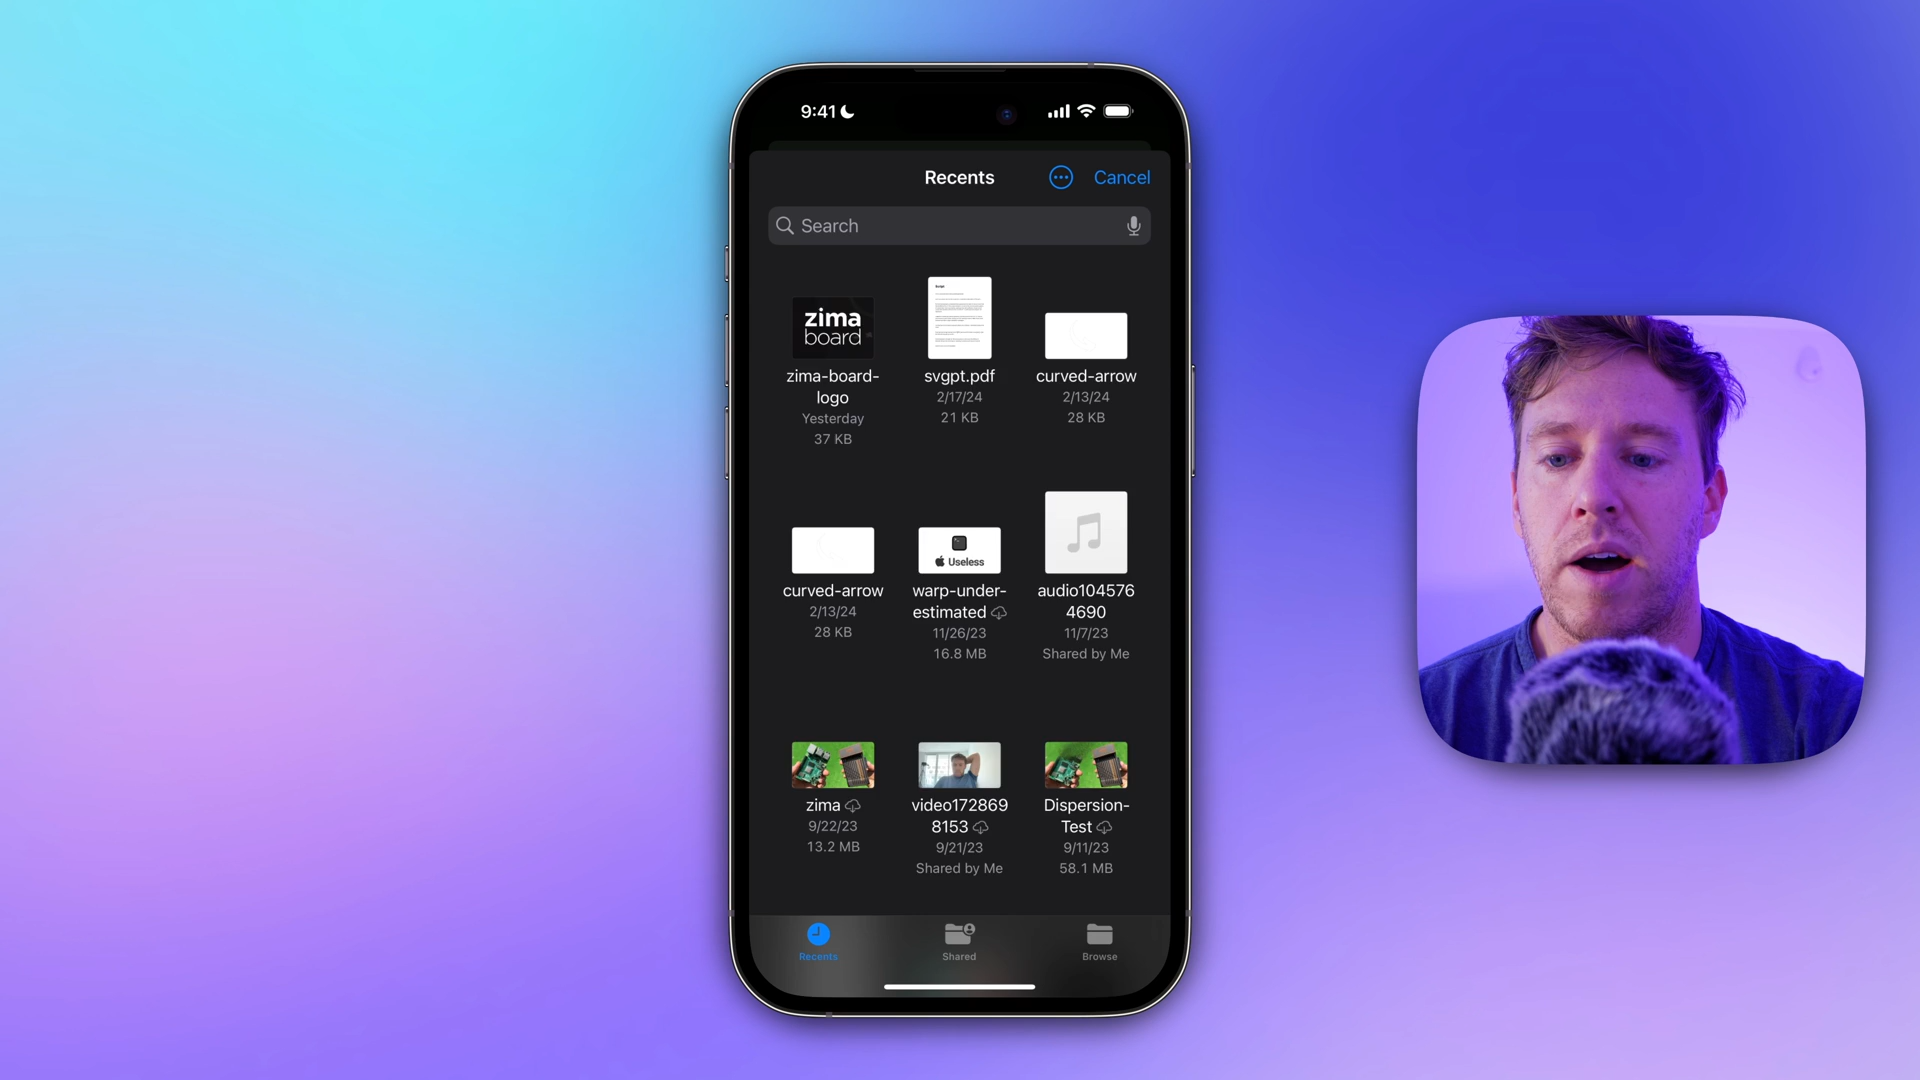 9:41
Recents
Cancel
Search
zima
board
zima-board-
logo
Yesterday
37 KB
svgpt.pdf
2/17/24
21 KB
curved-arrow
2/13/24
28 KB
curved-arrow
2/13/24
28 KB
Useless
warp-under-
estimated
11/26/23
16.8 MB
audio104576
4690
11/7/23
Shared by Me
zima
9/22/23
13.2 MB
video172869
8153
9/21/23
Shared by Me
Dispersion-
Test
9/11/23
58.1 MB
Recents
Shared
Browse